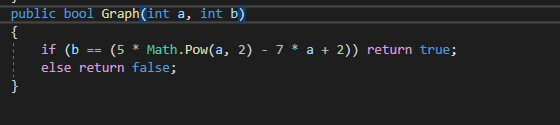 public bool Graph(int a, int b)
{
if (b == (5 * Math.Pow(a, 2) - 7 * a + 2)) return true;
else return false;
}